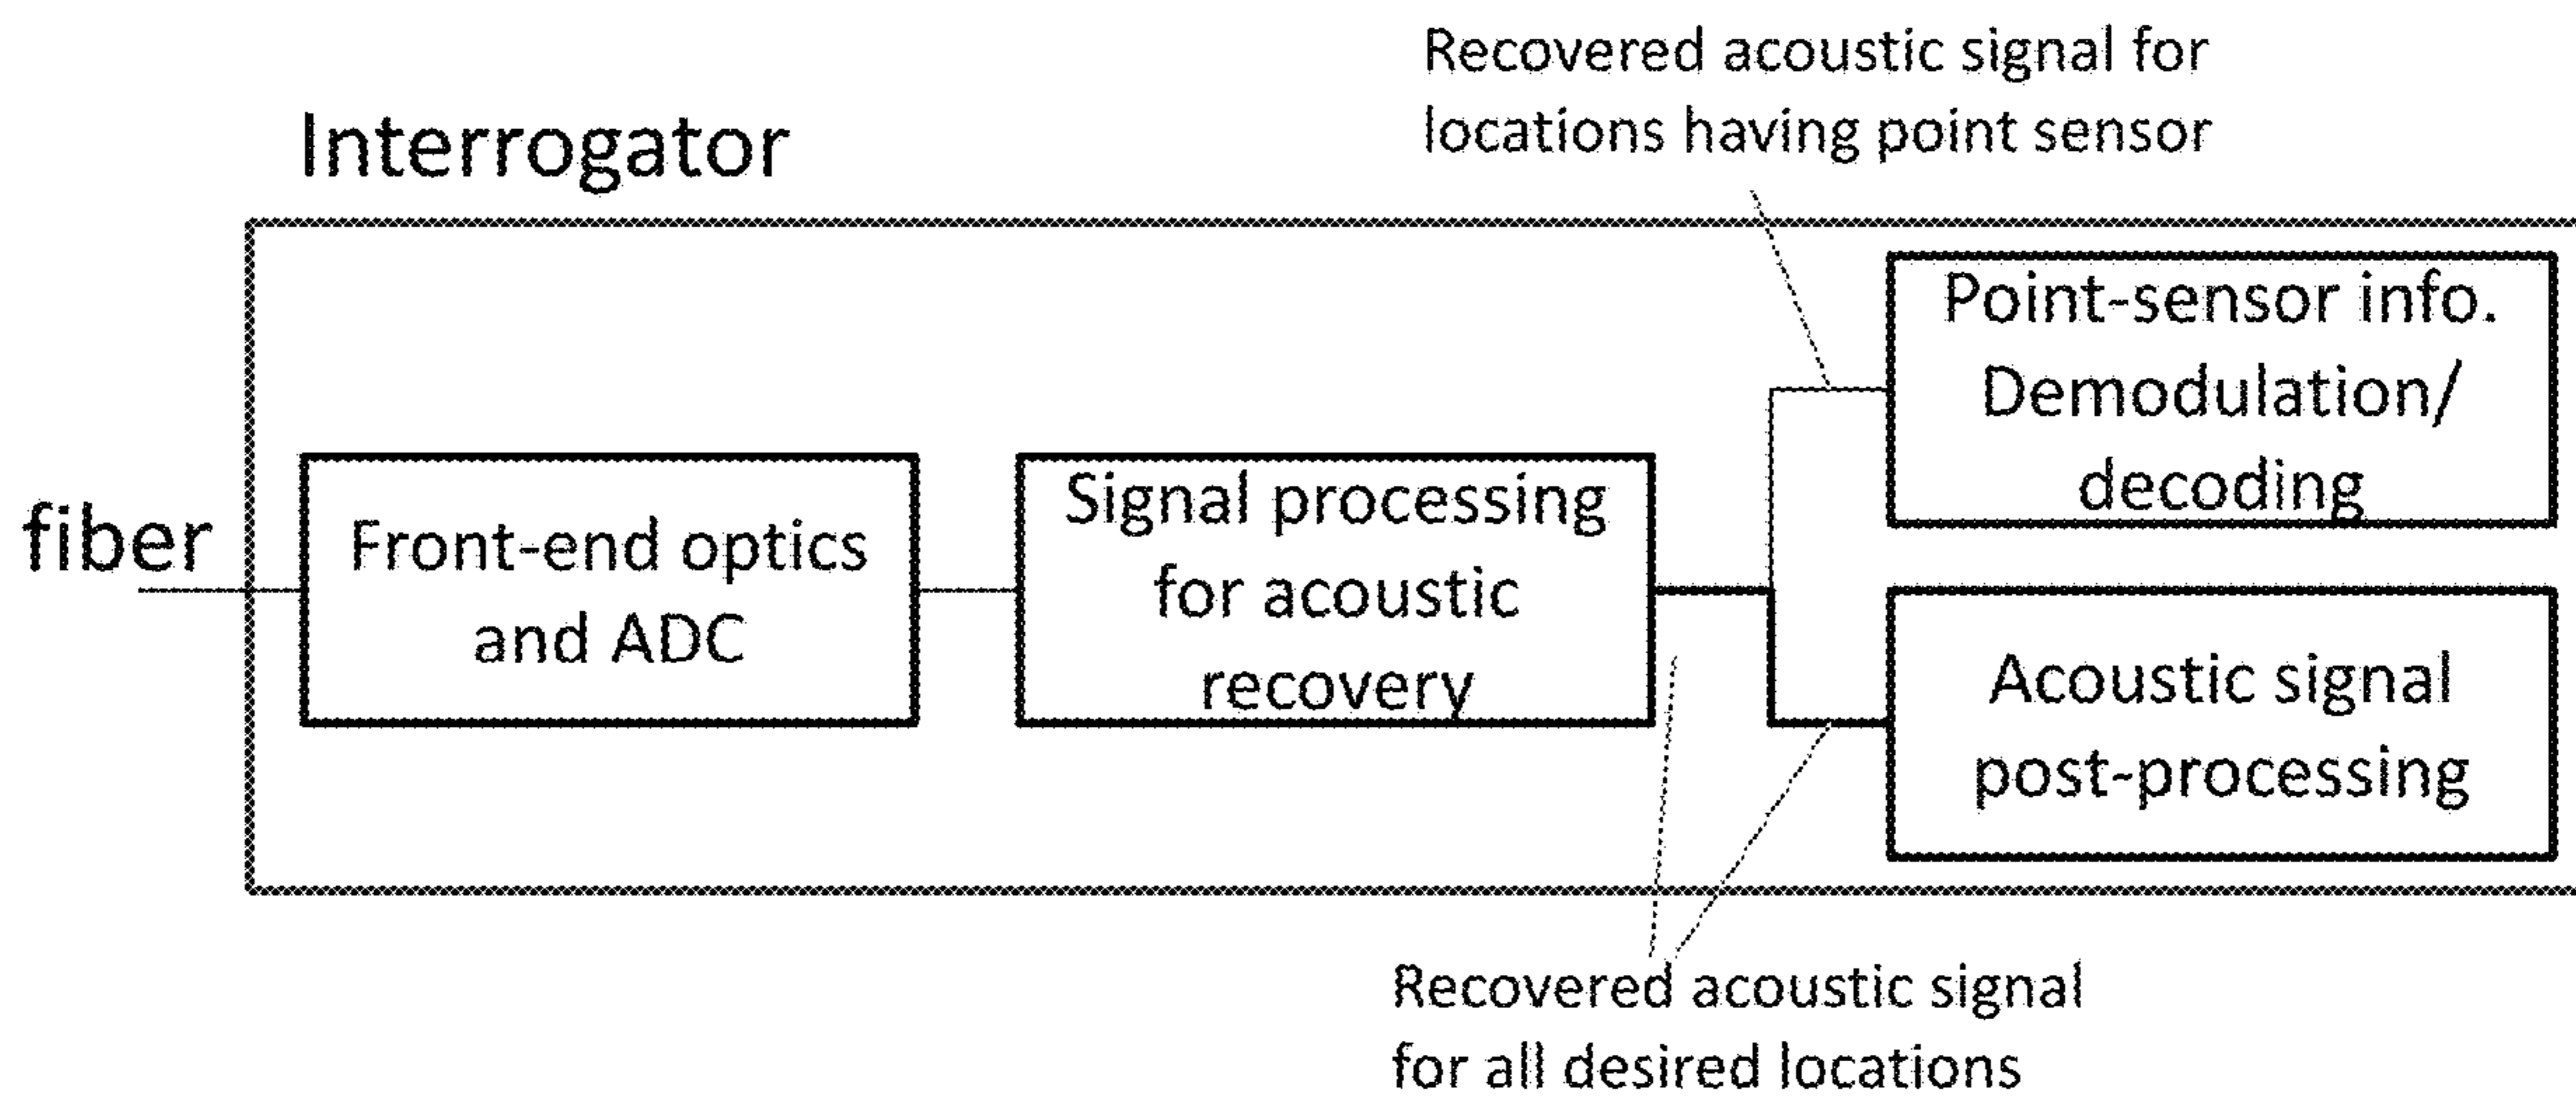 Recovered acoustic signal for
locations having point sensor
Interrogator
fiber
Front-end optics
and ADC
Signal processing
for acoustic
recovery
Point-sensor info.
Demodulation/
decoding
Acoustic signal
post-processing
Recovered acoustic signal
for all desired locations